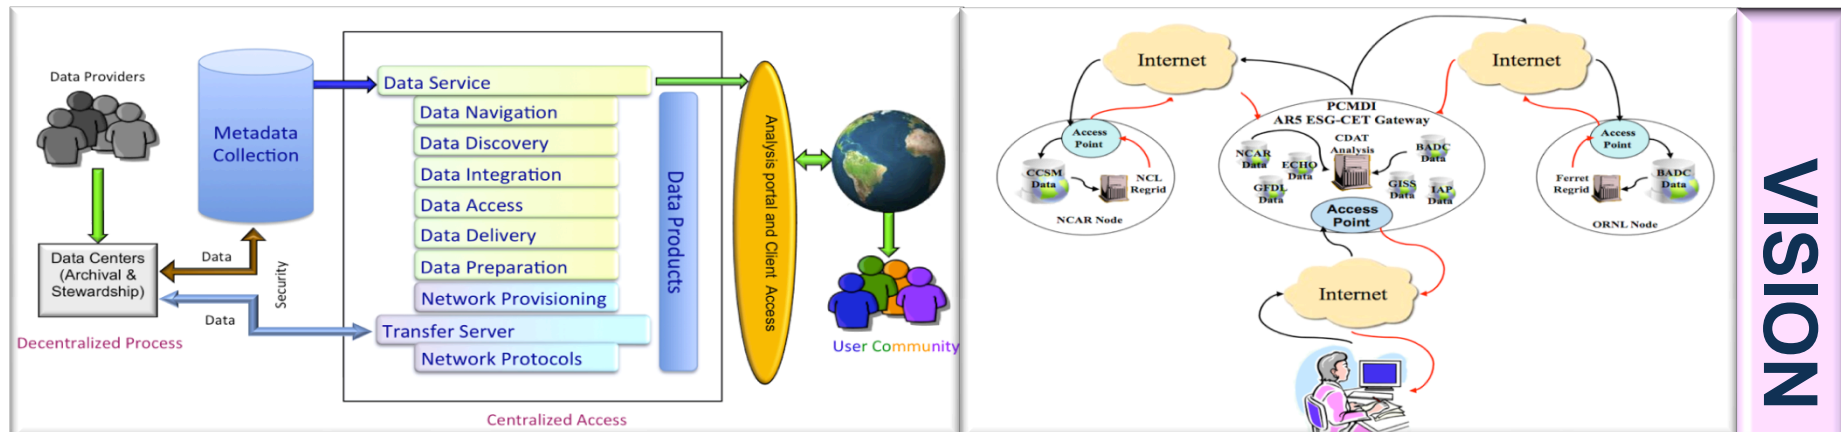 Data Providers
Metadata
Collection
Data Centers
(Archival &
Stewardship)
Data
Security
Data
Decentralized Process
Data Service
Data Navigation
Data Discovery
Data Integration
Data Access
Data Delivery
Data Preparation
Network Provisioning
Transfer Server
Network Protocols
Data Products
Centralized Access
Analysis portal and Client Access
User Community
Internet
Internet
PCMDI
AR5 ESG-CET Gateway
CDAT
Analysis
NCAR
Data
ECHO
Data
GFDL
Data
BADC
Data
GISS
Data
IAP
Data
Access
Point
Access
Point
CCSM
Data
NCL
Regrid
NCAR Node
Access
Point
Ferret
Regrid
BADC
Data
ORNL Node
Internet
VISION